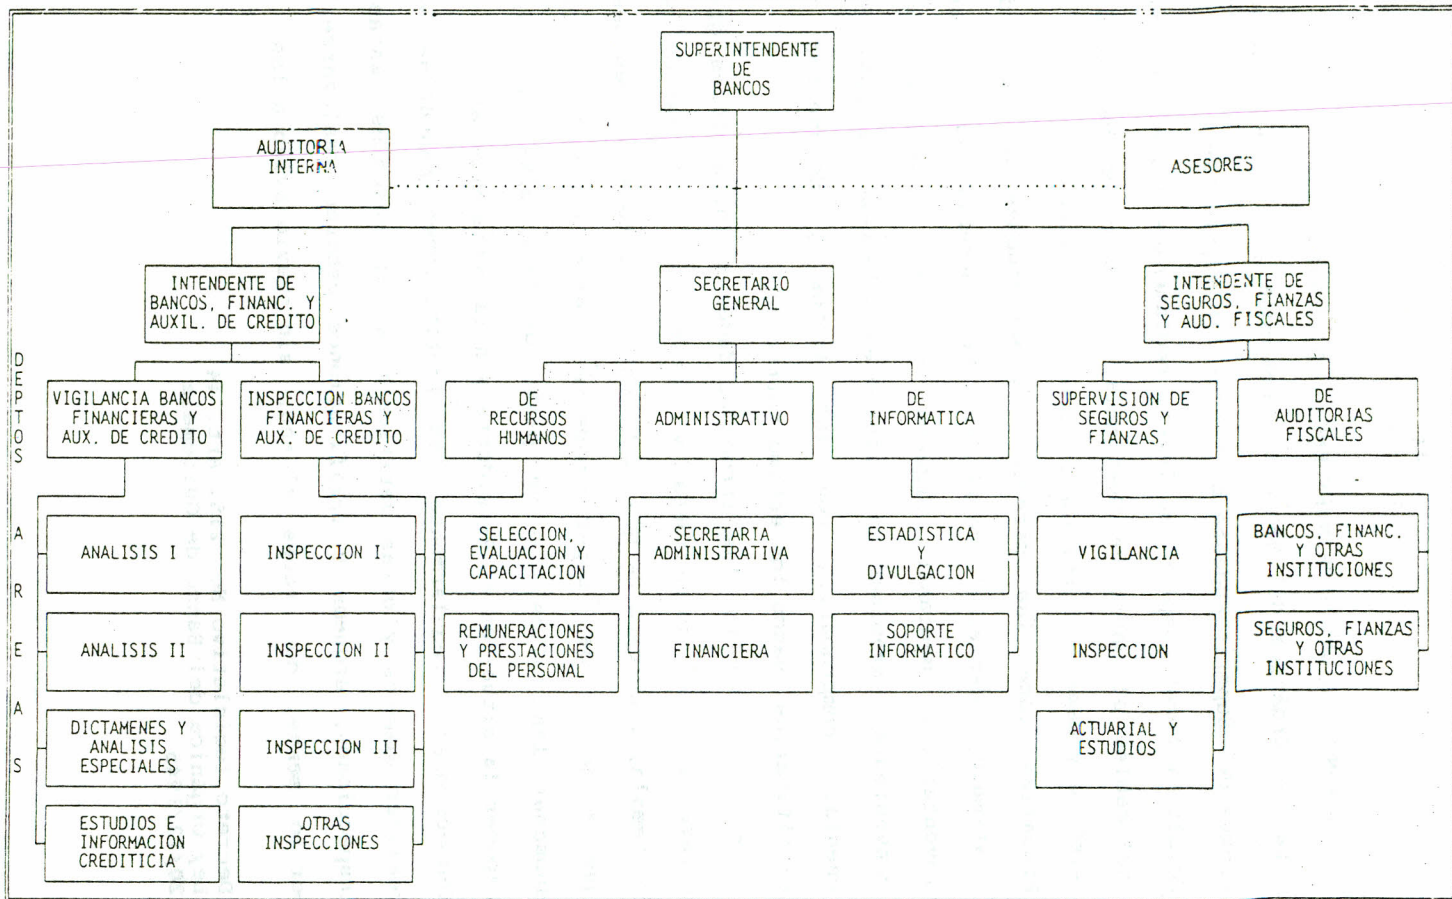 SUPERINTENDENTE
DE
BANCOS
AUDITORIA
INTERNA
ASESORES
INTENDENTE DE
BANCOS, FINANC. Y
AUXIL. DE CREDITO
SECRETARIO
GENERAL
INTENDENTE DE
SEGUROS, FIANZAS
Y AUD. FISCALES
DEPTOS
VIGILANCIA BANCOS
FINANCIERAS Y
AUX. DE CREDITO
INSPECCION BANCOS
FINANCIERAS Y
AUX. DE CREDITO
DE
RECURSOS
HUMANOS
ADMINISTRATIVO
DE
INFORMATICA
SUPERVISION DE
SEGUROS Y
FIANZAS
DE
AUDITORIAS
FISCALES
AREAS
ANALISIS I
INSPECCION I
SELECCION,
EVALUACION Y
CAPACITACION
SECRETARIA
ADMINISTRATIVA
ESTADISTICA
Y
DIVULGACION
VIGILANCIA
BANCOS, FINANC.
Y OTRAS
INSTITUCIONES
ANALISIS II
INSPECCION II
REMUNERACIONES
Y PRESTACIONES
DEL PERSONAL
FINANCIERA
SOPORTE
INFORMATICO
INSPECCION
SEGUROS, FIANZAS
Y OTRAS
INSTITUCIONES
DICTAMENES Y
ANALISIS
ESPECIALES
INSPECCION III
ACTUARIAL Y
ESTUDIOS
ESTUDIOS E
INFORMACION
CREDITICIA
OTRAS
INSPECCIONES